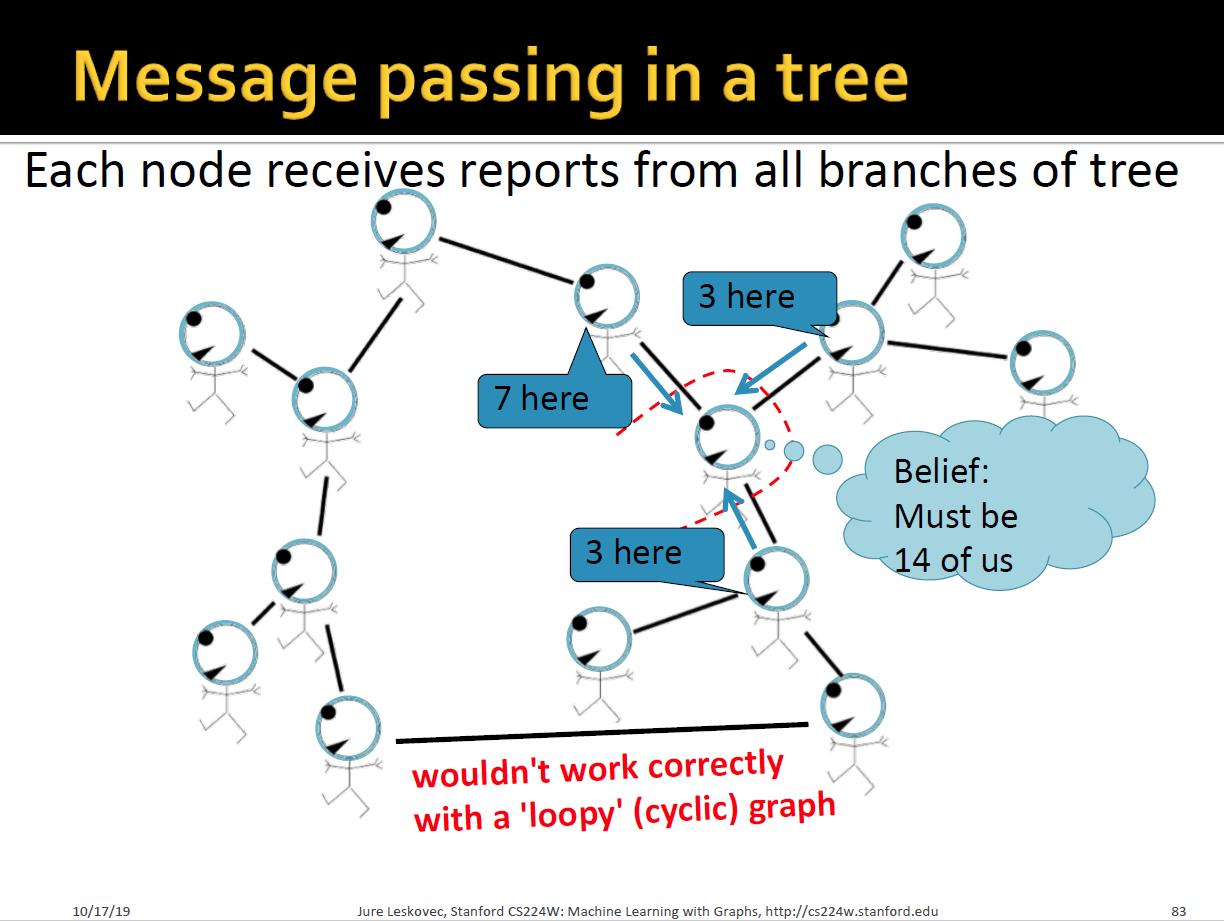 Message passing in a tree
Each node receives reports from all branches of tree
3 here
7 here
Belief:
Must be
14 of us
3 here
wouldn't work correctly
with a 'loopy' (cyclic) graph
10/17/19
Jure Leskovec, Stanford CS224W: Machine Learning with Graphs, http://cs224w.stanford.edu
83